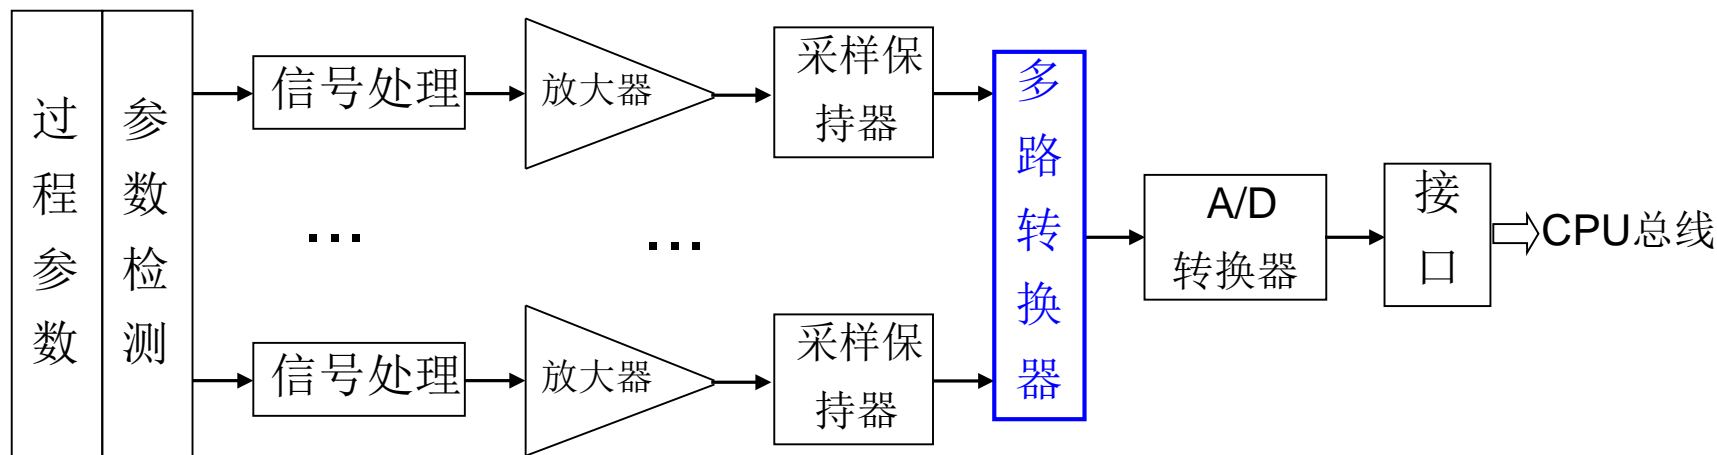 过程参数
参数检测
信号处理
放大器
采样保
持器
…
…
信号处理
放大器
采样保
持器
多路转换器
A/D
转换器
接口
CPU总线